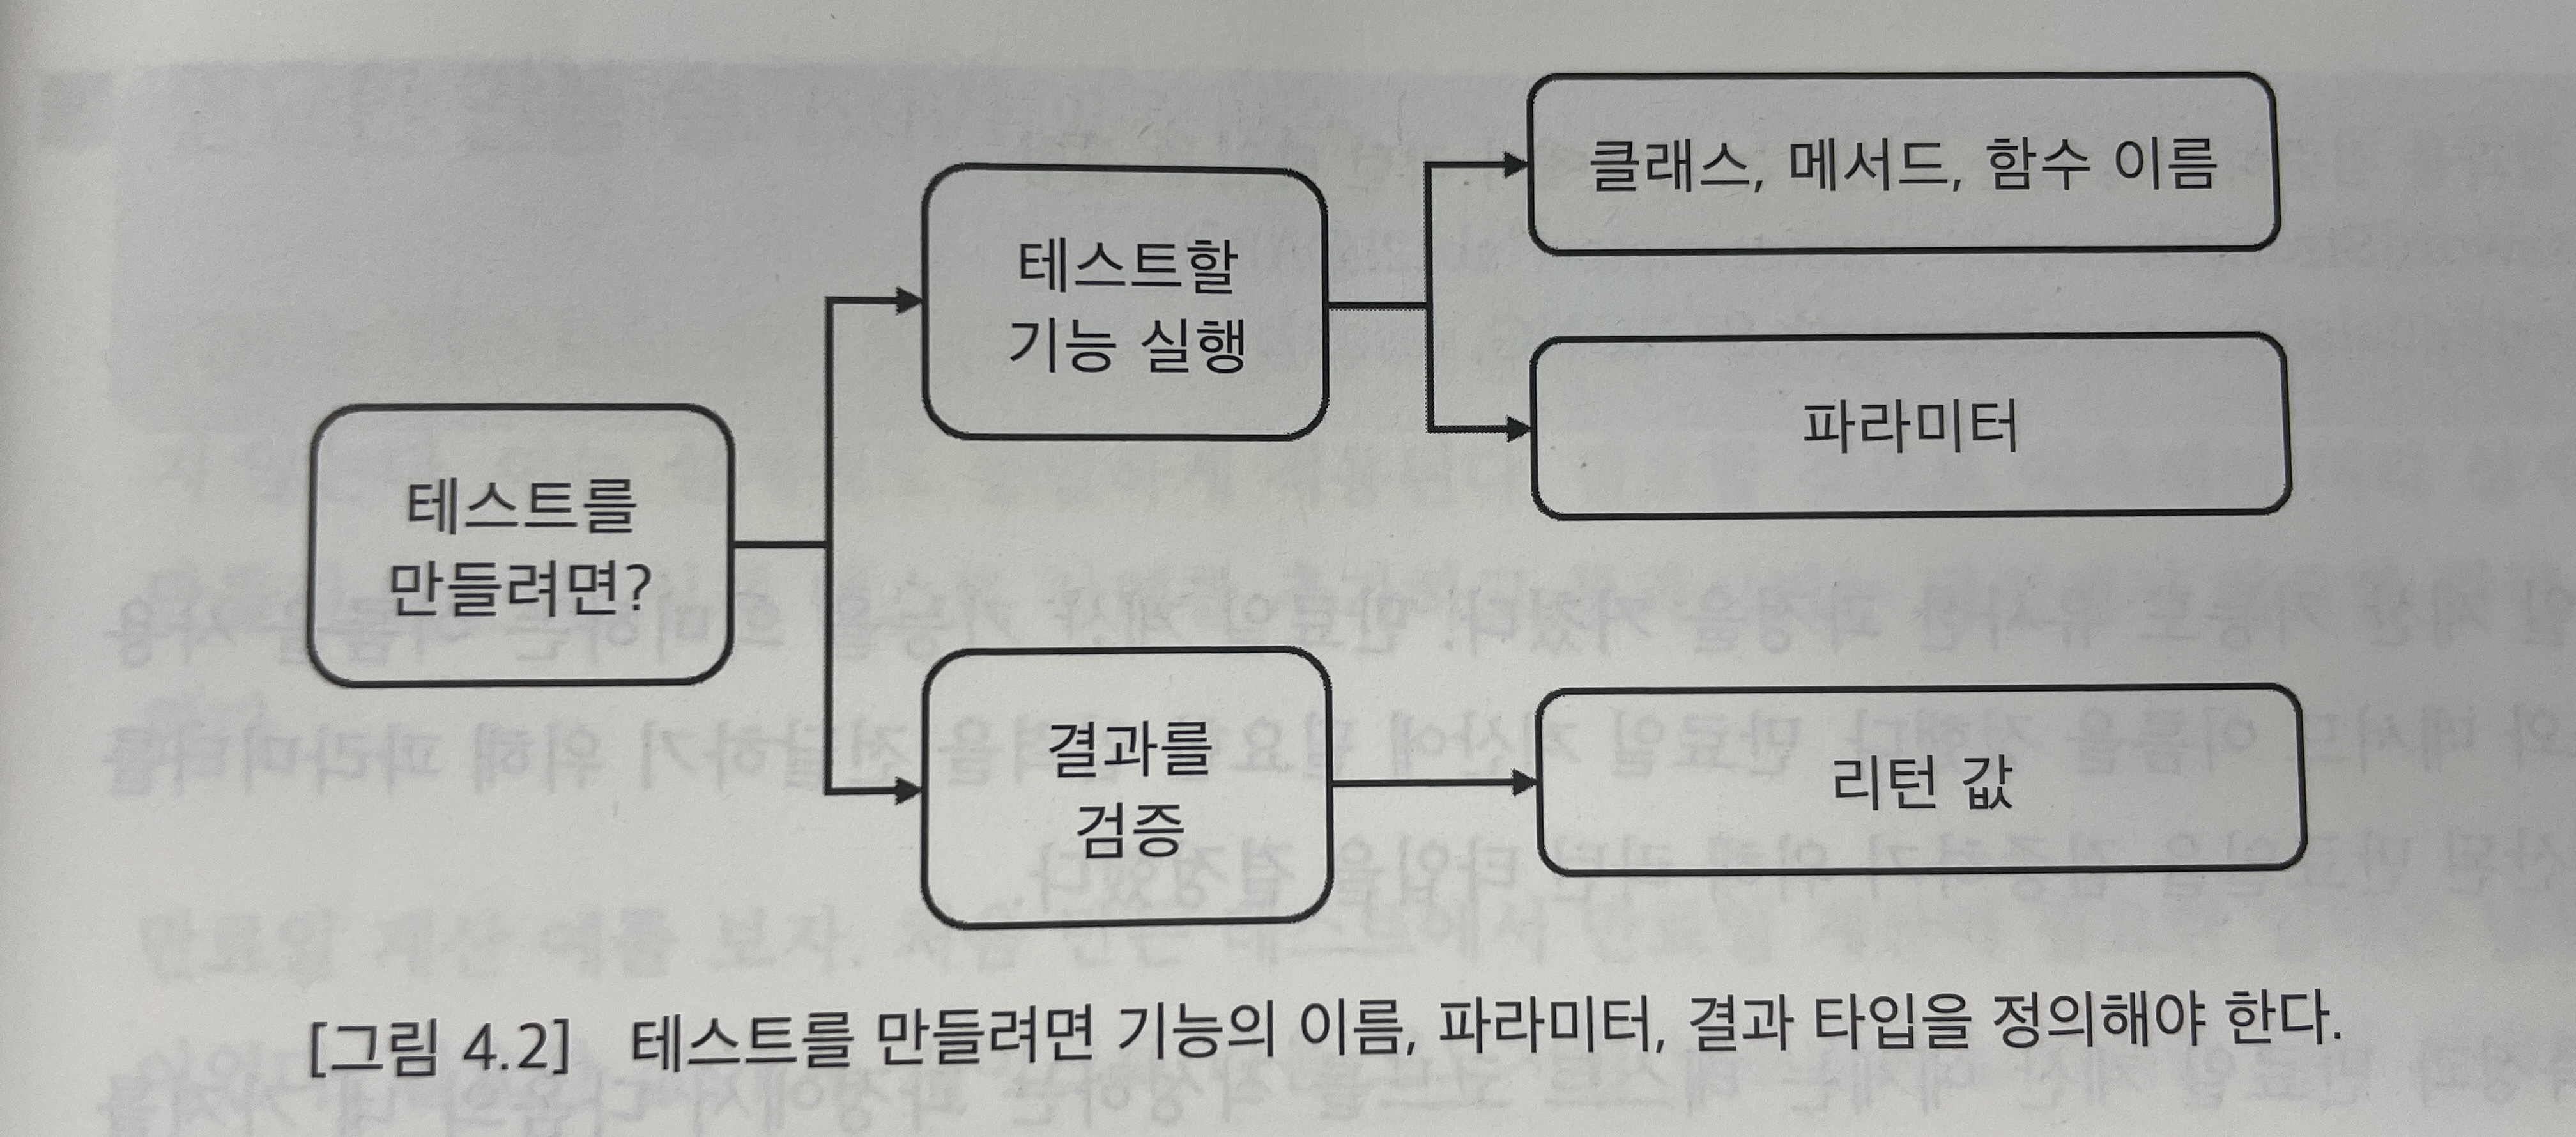 테스트를
만들려면?
테스트할
기능 실행
클래스, 메서드, 함수 이름
파라미터
결과를
검증
리턴 값
[그림 4.2] 테스트를 만들려면 기능의 이름, 파라미터, 결과 타입을 정의해야 한다.